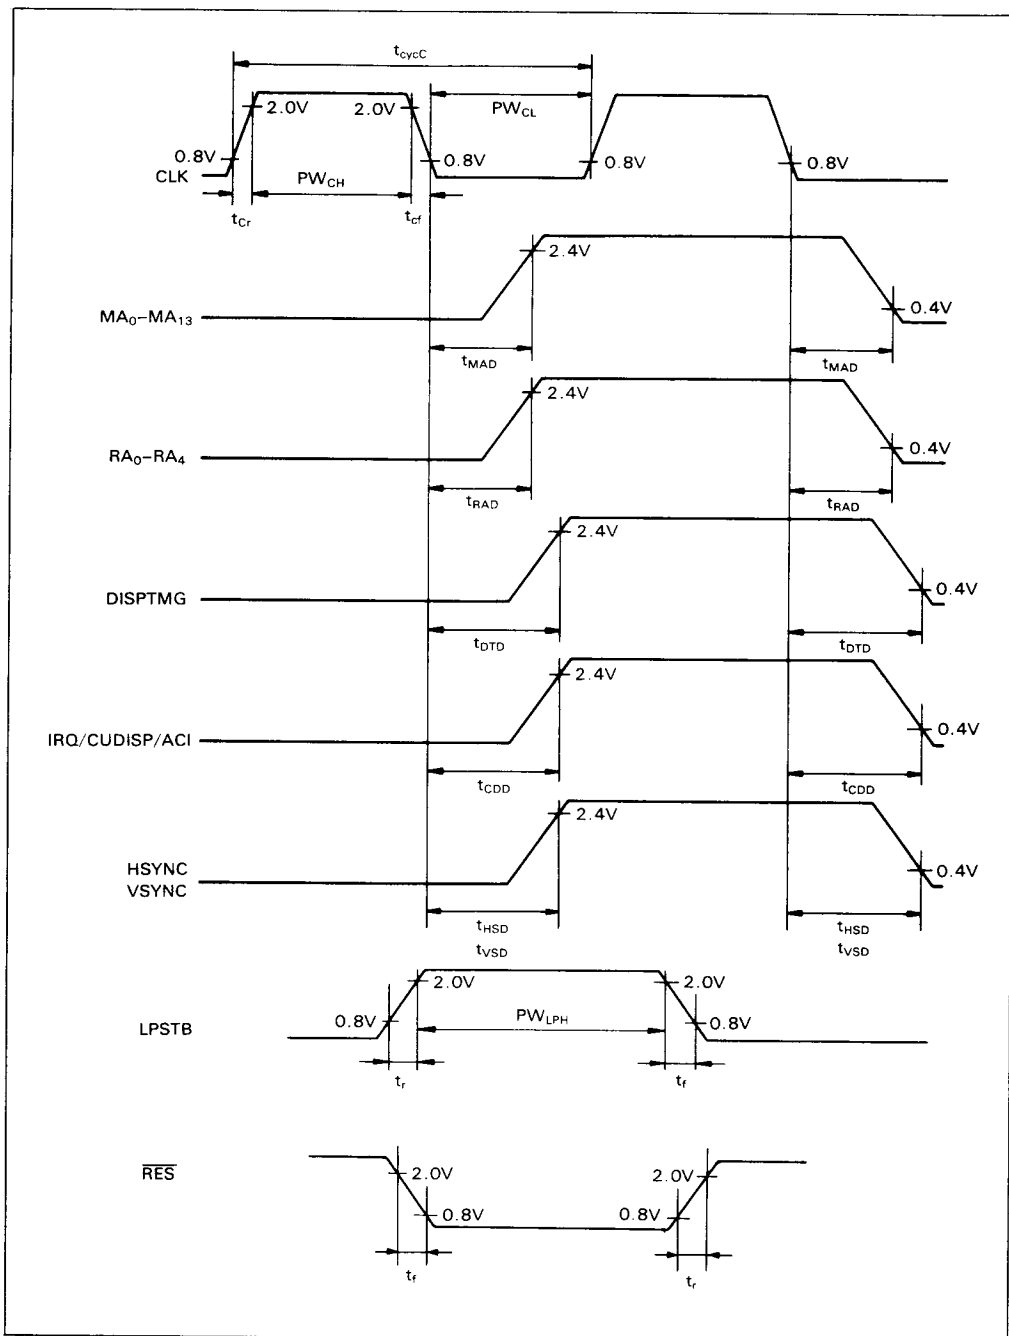 tcycC
2.0V 2.0V PWCL
0.8V 0.8V 0.8V 0.8V
CLK PWCH
tCr tcf
2.4V
MA0–MA13 0.4V
tMAD tMAD
2.4V
RA0–RA4 0.4V
tRAD tRAD
2.4V
DISPTMG 0.4V
tDTD tDTD
2.4V
IRQ/CUDISP/ACI 0.4V
tCDD tCDD
2.4V
HSYNC 0.4V
VSYNC
tHSD tHSD
tVSD tVSD
2.0V 2.0V
LPSTB 0.8V PWLPH 0.8V
tr tf
RES 2.0V 2.0V
0.8V 0.8V
tf tr